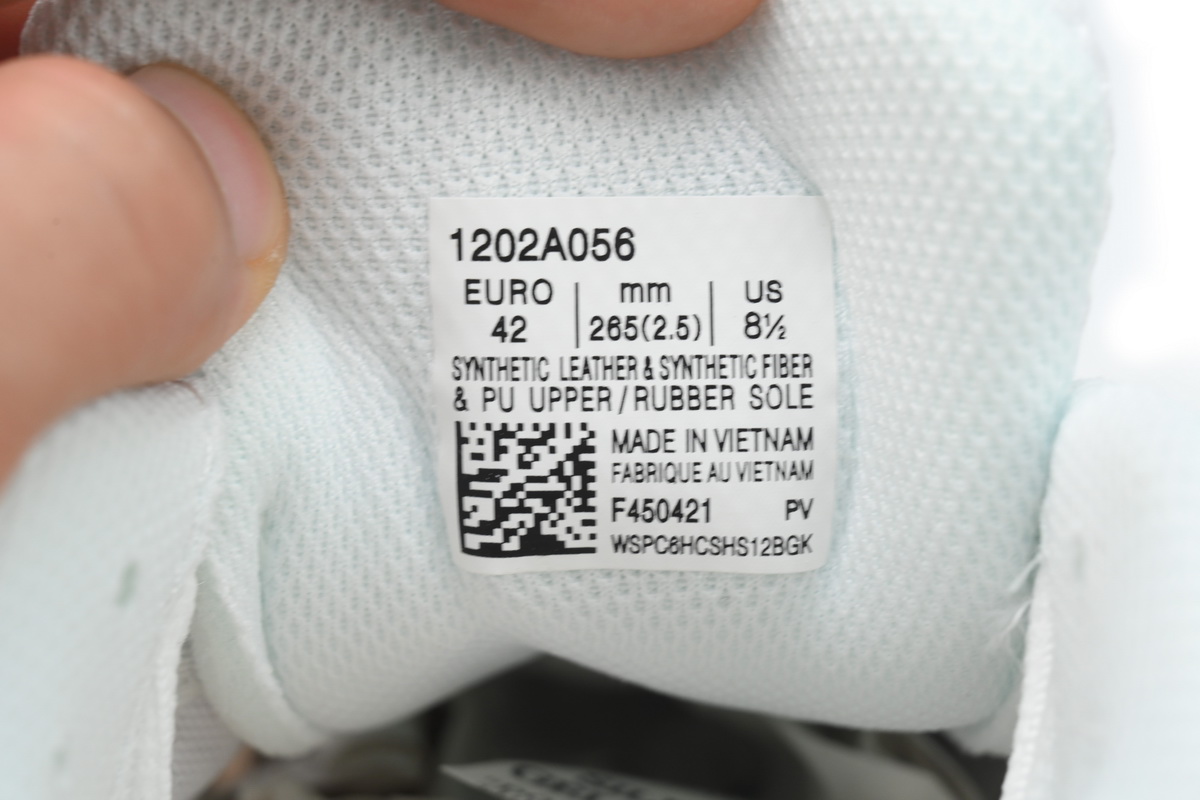 1202A056
EURO | mm | US
42 | 265(2.5) | 8½
SYNTHETIC LEATHER & SYNTHETIC FIBER
& PU UPPER/RUBBER SOLE
MADE IN VIETNAM
FABRIQUE AU VIETNAM
F450421 PV
WSPC6HCSHS12BGK